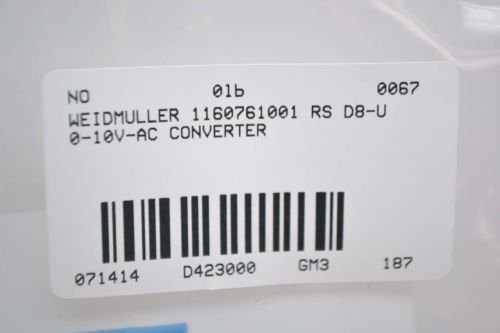 NO 01b 0067
WEIDMULLER 1160761001 RS D8-U
0-10V-AC CONVERTER
071414 D423000 GM3 187